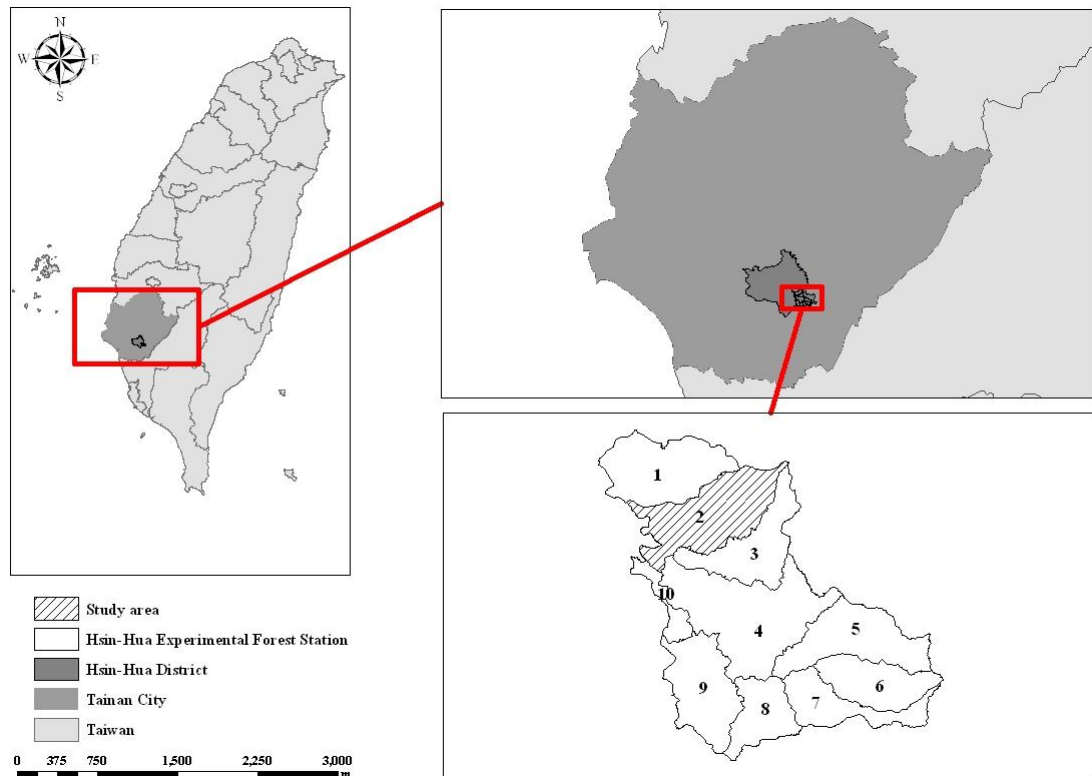 N
W E
S
1
2
3
10
4
5
9
6
7
8
Study area
Hsin-Hua Experimental Forest Station
Hsin-Hua District
Tainan City
Taiwan
0 375 750 1,500 2,250 3,000
m